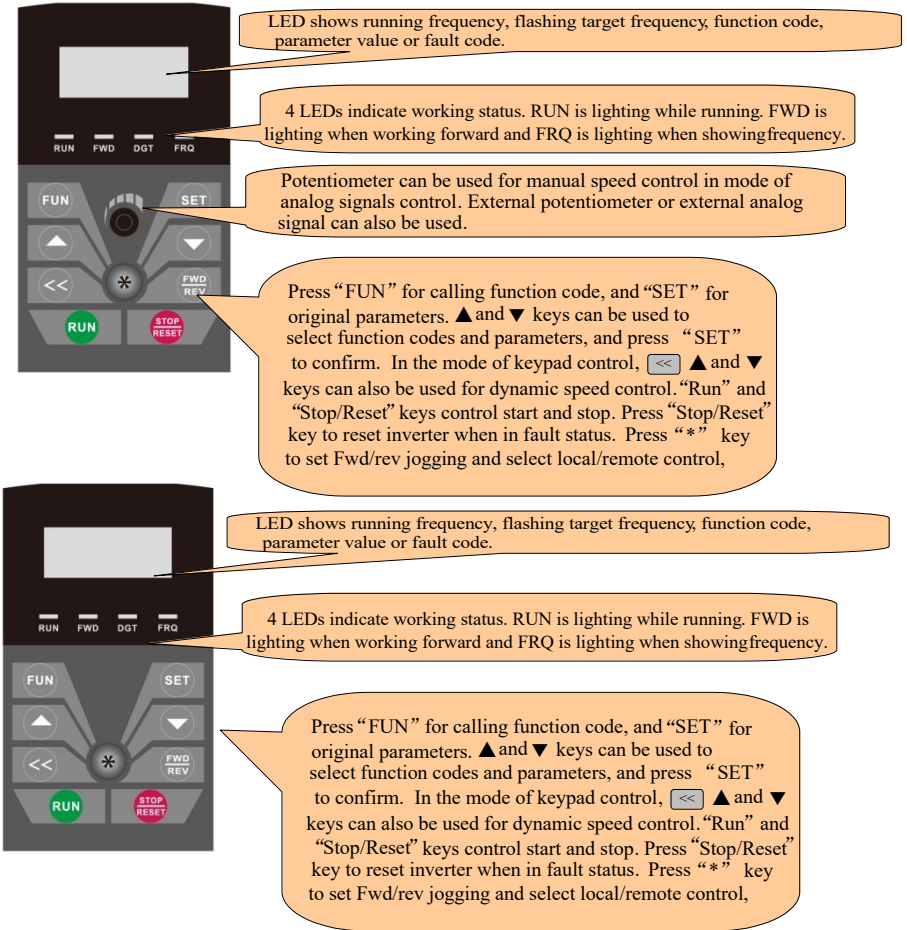 LED shows running frequency, flashing target frequency, function code,
parameter value or fault code.
4 LEDs indicate working status. RUN is lighting while running. FWD is
lighting when working forward and FRQ is lighting when showingfrequency.
RUN FWD DGT FRQ
Potentiometer can be used for manual speed control in mode of
analog signals control. External potentiometer or external analog
signal can also be used.
FUN SET
<< * FWD
REV
RUN STOP
RESET
Press “FUN” for calling function code, and “SET” for
original parameters. ▲ and ▼ keys can be used to
select function codes and parameters, and press “SET”
to confirm. In the mode of keypad control, << ▲ and ▼
keys can also be used for dynamic speed control. “Run” and
“Stop/Reset” keys control start and stop. Press “Stop/Reset”
key to reset inverter when in fault status. Press “*” key
to set Fwd/rev jogging and select local/remote control,
LED shows running frequency, flashing target frequency, function code,
parameter value or fault code.
4 LEDs indicate working status. RUN is lighting while running. FWD is
lighting when working forward and FRQ is lighting when showingfrequency.
RUN FWD DGT FRQ
FUN SET
<< * FWD
REV
RUN STOP
RESET
Press “FUN” for calling function code, and “SET” for
original parameters. ▲ and ▼ keys can be used to
select function codes and parameters, and press “SET”
to confirm. In the mode of keypad control, << ▲ and ▼
keys can also be used for dynamic speed control. “Run” and
“Stop/Reset” keys control start and stop. Press “Stop/Reset”
key to reset inverter when in fault status. Press “*” key
to set Fwd/rev jogging and select local/remote control,